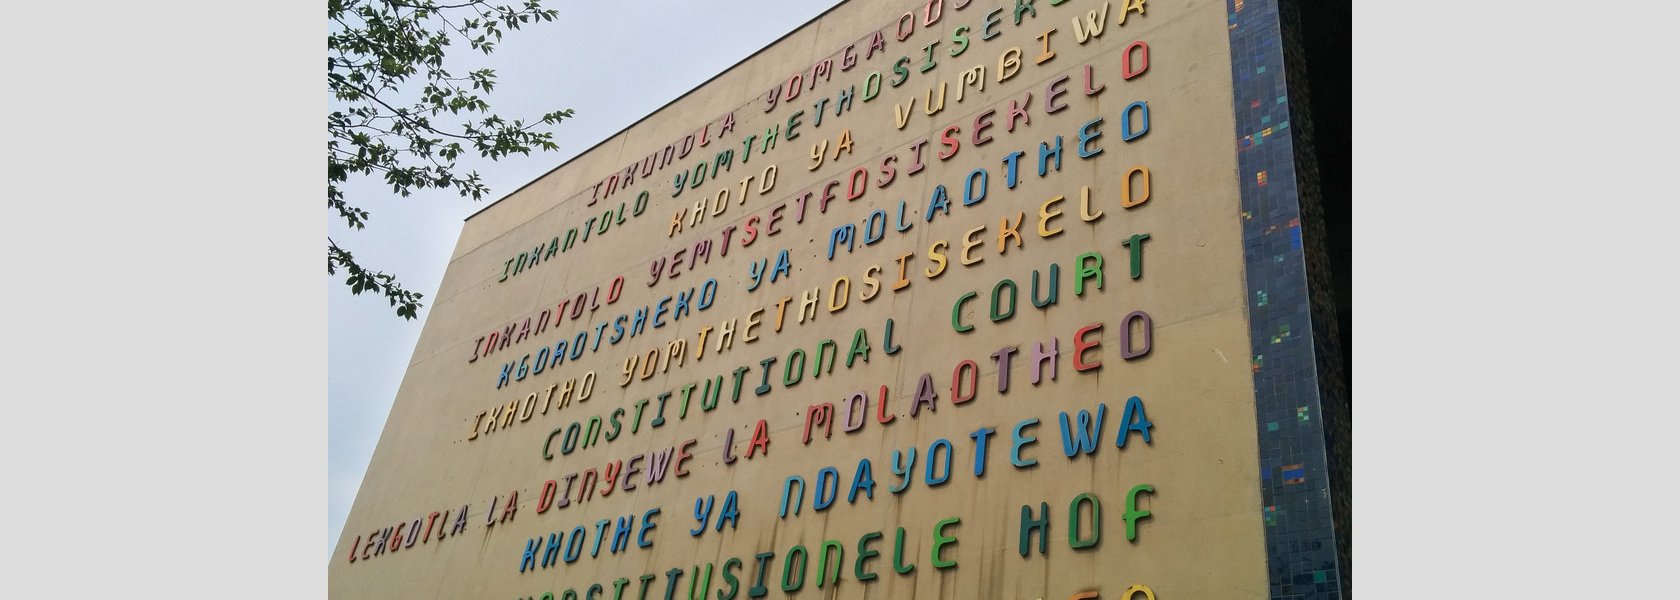 INKUNDLA
INKANTOLO YOMTHETHOSISEKELO
KHOTO YA VUMBIWA
INKANTOLO YEMTSETFOSISEKELO
KGOROTSHEKO YA MOLAOTHEO
IKHOTHO YOMTHETHOSISEKELO
CONSTITUTIONAL COURT
LEKGOTLA LA DINYEWE LA MOLAOTHEO
KHOTHE YA NDAYOTEWA
KONSTITUSIONELE HOF